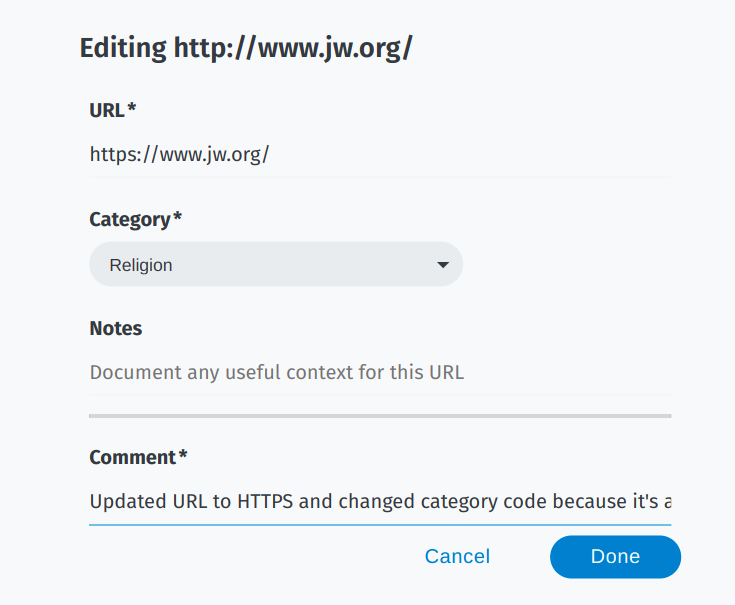 Editing http://www.jw.org/
URL*
https://www.jw.org/
Category*
Religion
Notes
Document any useful context for this URL
Comment*
Updated URL to HTTPS and changed category code because it's a
Cancel
Done